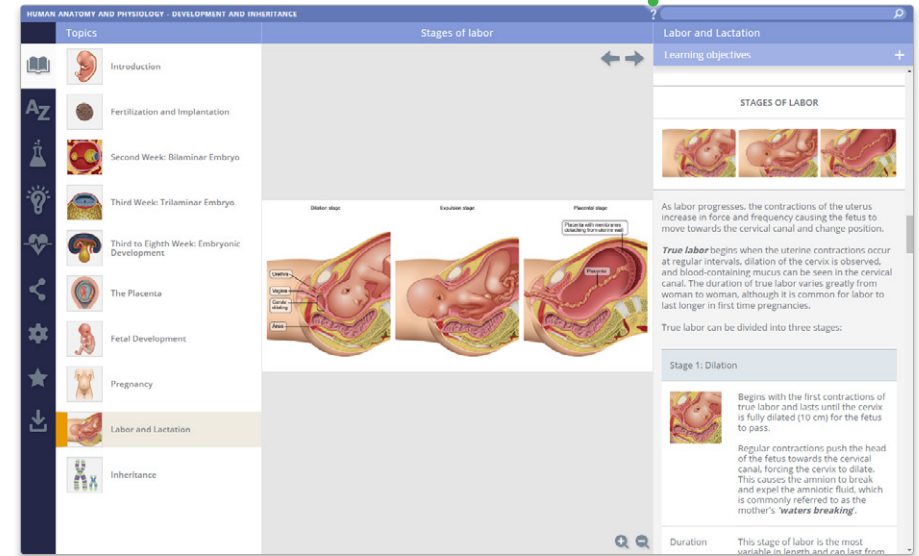 HUMAN ANATOMY AND PHYSIOLOGY - DEVELOPMENT AND INHERITANCE
?
Topics
Stages of labor
Labor and Lactation
Learning objectives
+
AZ
Introduction
Fertilization and Implantation
Second Week: Bilaminar Embryo
Third Week: Trilaminar Embryo
Third to Eighth Week: Embryonic
Development
The Placenta
Fetal Development
Pregnancy
Labor and Lactation
Inheritance
Dilation stage
Expulsion stage
Placental stage
Placenta with membranes
detaching from uterine wall
Urethra
Vagina
Cervix
dilating
Anus
Placenta
STAGES OF LABOR
As labor progresses, the contractions of the uterus
increase in force and frequency causing the fetus to
move towards the cervical canal and change position.
True labor begins when the uterine contractions occur
at regular intervals, dilation of the cervix is observed,
and blood-containing mucus can be seen in the cervical
canal. The duration of true labor varies greatly from
woman to woman, although it is common for labor to
last longer in first time pregnancies.
True labor can be divided into three stages:
Stage 1: Dilation
Begins with the first contractions of
true labor and lasts until the cervix
is fully dilated (10 cm) for the fetus
to pass.
Regular contractions push the head
of the fetus towards the cervical
canal, forcing the cervix to dilate.
This causes the amnion to break
and expel the amniotic fluid, which
is commonly referred to as the
mother's 'waters breaking'.
Duration
This stage of labor is the most
variable in length and can last from